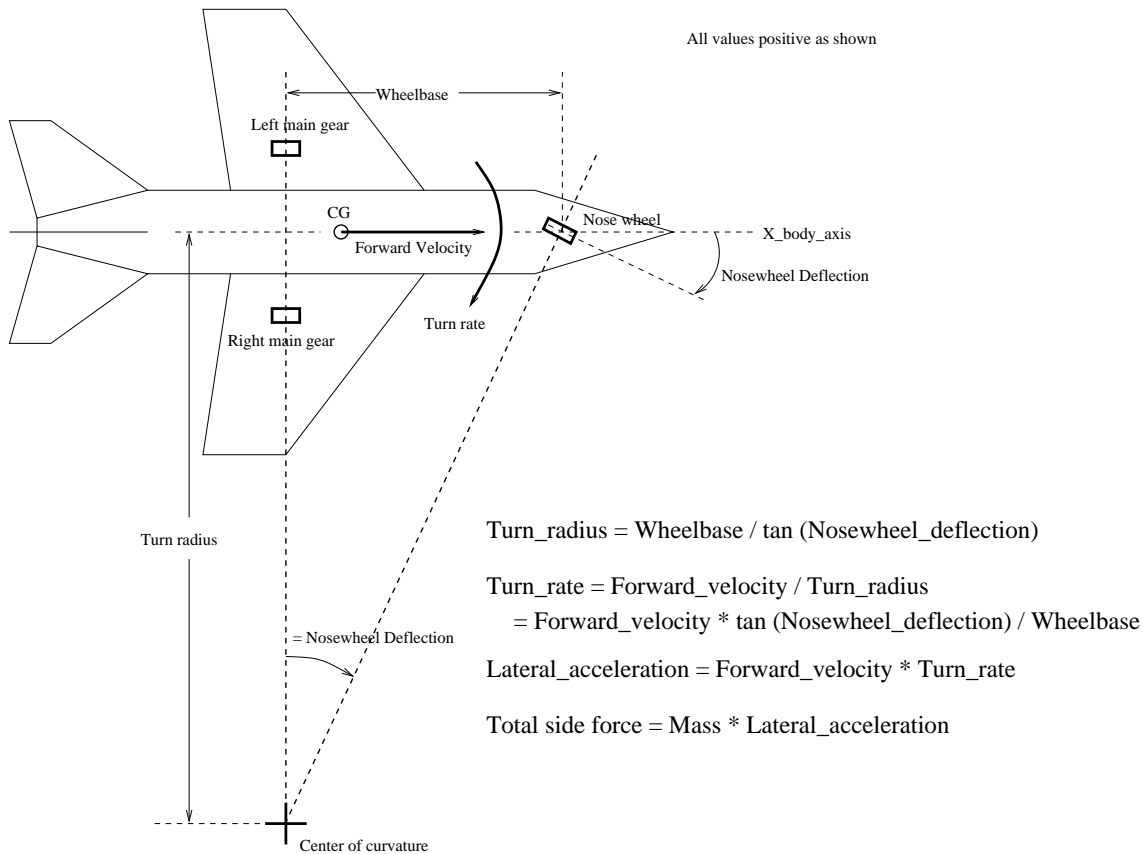 All values positive as shown
Wheelbase
Left main gear
CG
Nose wheel
X_body_axis
Forward Velocity
Nosewheel Deflection
Turn rate
Right main gear
Turn radius
Turn_radius = Wheelbase / tan (Nosewheel_deflection)
Turn_rate = Forward_velocity / Turn_radius
= Forward_velocity * tan (Nosewheel_deflection) / Wheelbase
= Nosewheel Deflection
Lateral_acceleration = Forward_velocity * Turn_rate
Total side force = Mass * Lateral_acceleration
Center of curvature